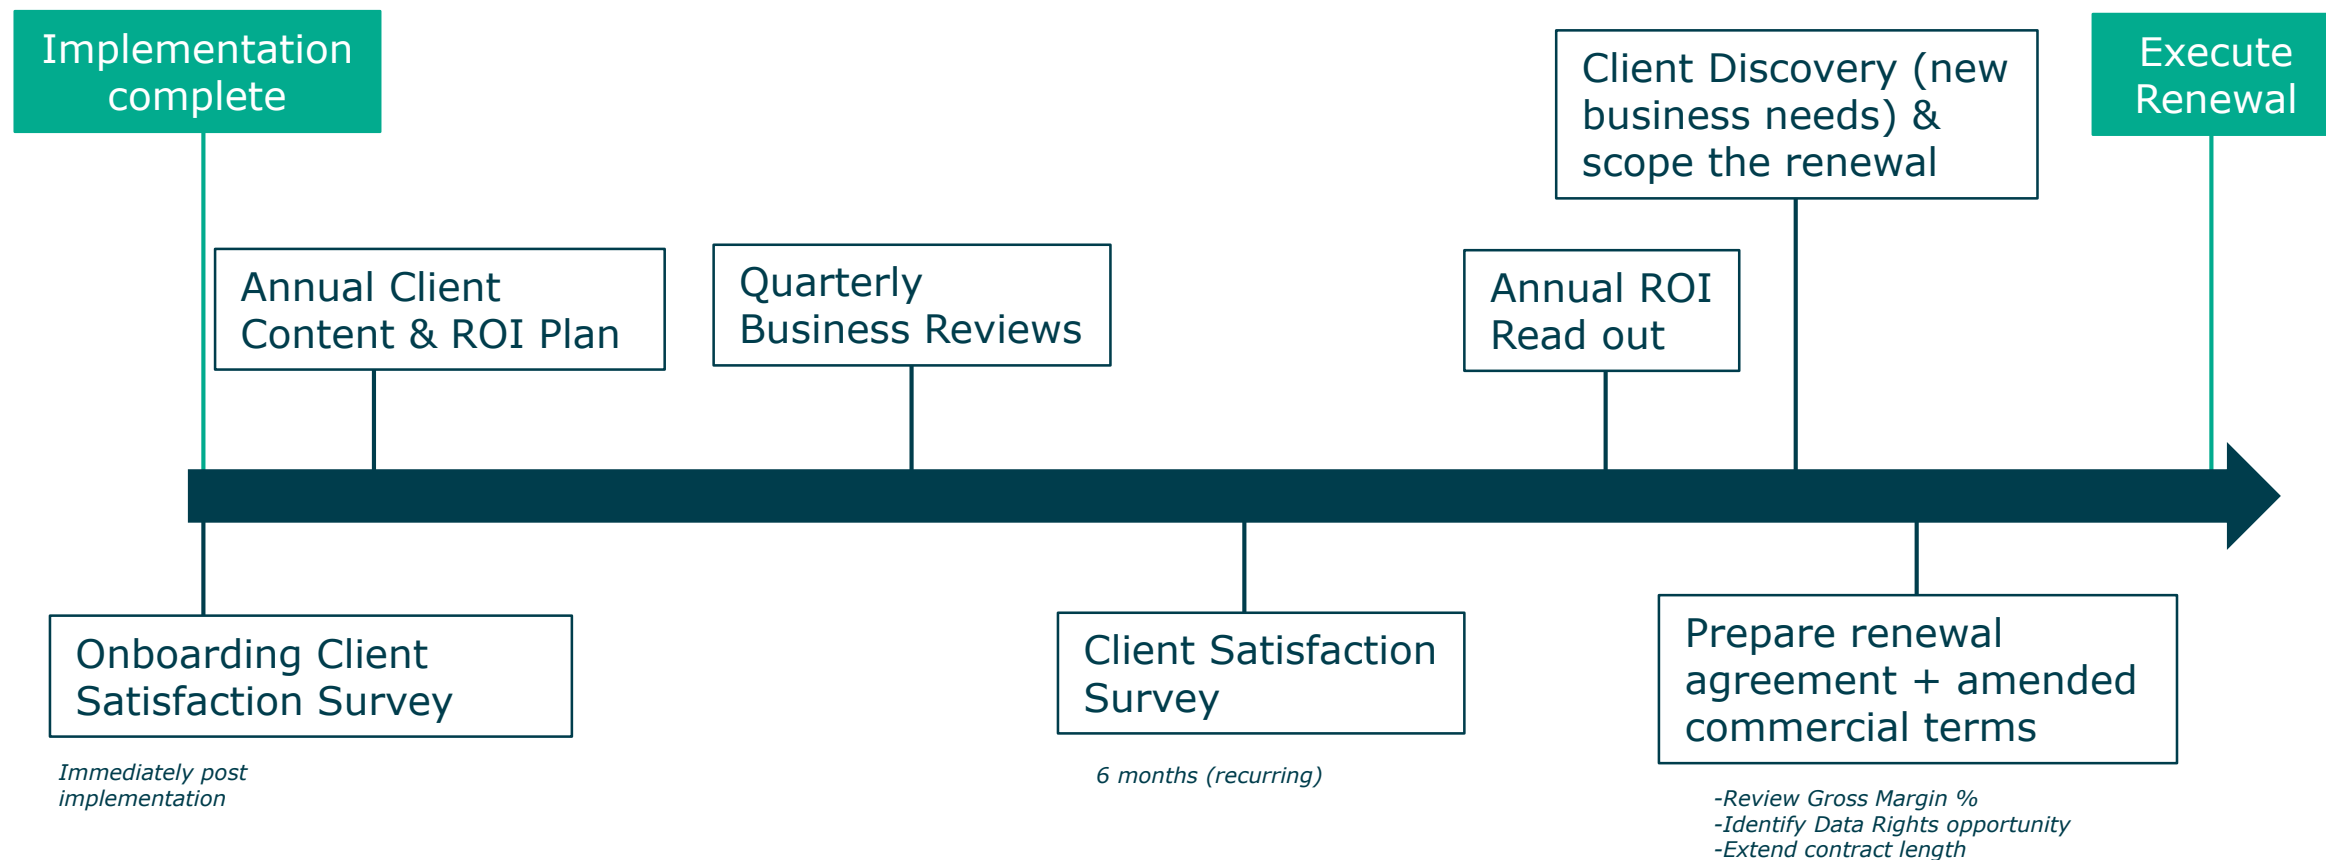 Implementation
complete
Client Discovery (new
business needs) &
scope the renewal
Execute
Renewal
Annual Client
Content & ROI Plan
Quarterly
Business Reviews
Annual ROI
Read out
Onboarding Client
Satisfaction Survey
Immediately post
implementation
Client Satisfaction
Survey
6 months (recurring)
Prepare renewal
agreement + amended
commercial terms
-Review Gross Margin %
-Identify Data Rights opportunity
-Extend contract length